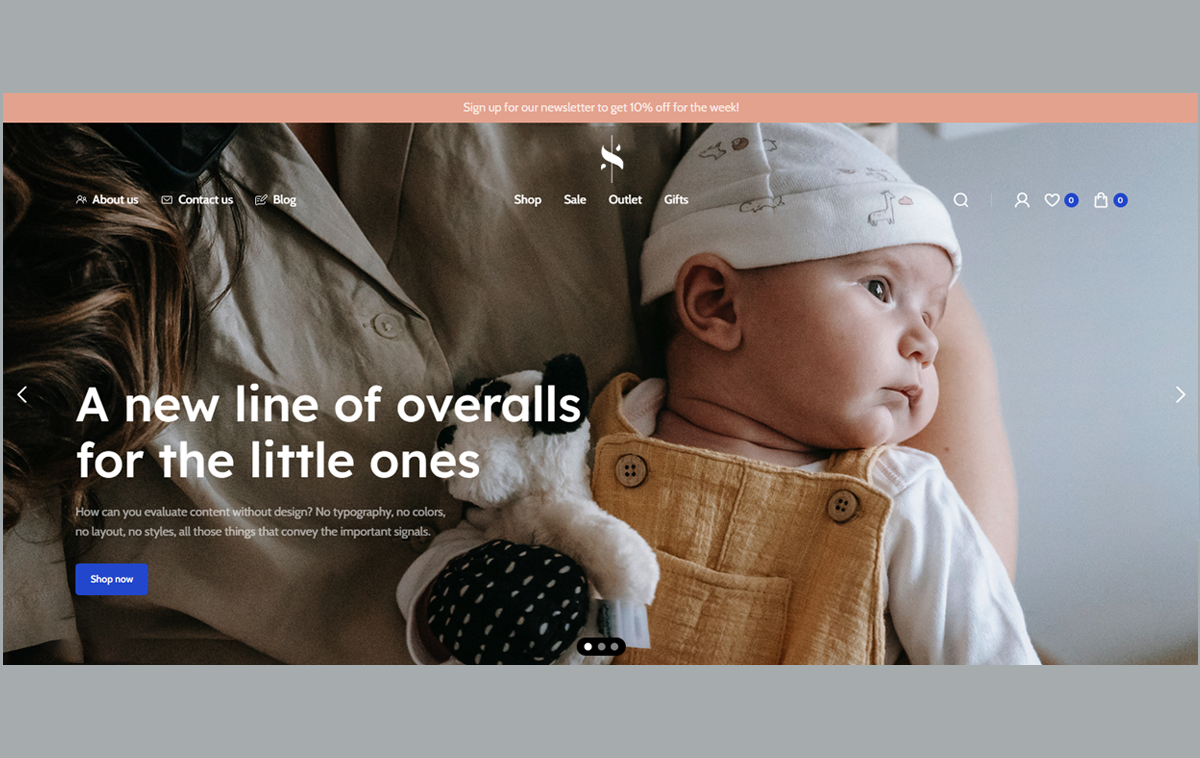 Sign up for our newsletter to get 10% off for the week!
About us Contact us Blog Shop Sale Outlet Gifts 0 0
A new line of overalls
for the little ones
How can you evaluate content without design? No typography, no colors,
no layout, no styles, all those things that convey the important signals.
Shop now